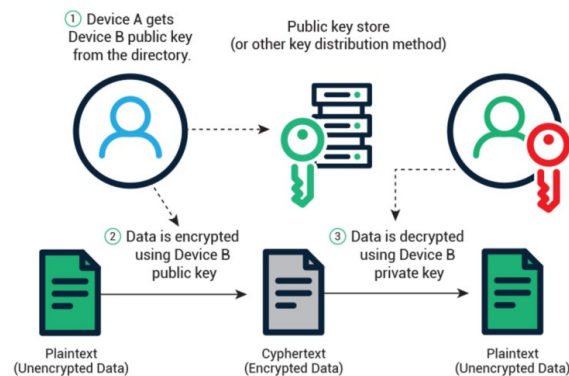 1 Device A gets
Device B public key
from the directory.
Public key store
(or other key distribution method)
2 Data is encrypted
using Device B
public key
3 Data is decrypted
using Device B
private key
Plaintext
(Unencrypted Data)
Cyphertext
(Encrypted Data)
Plaintext
(Unencrypted Data)